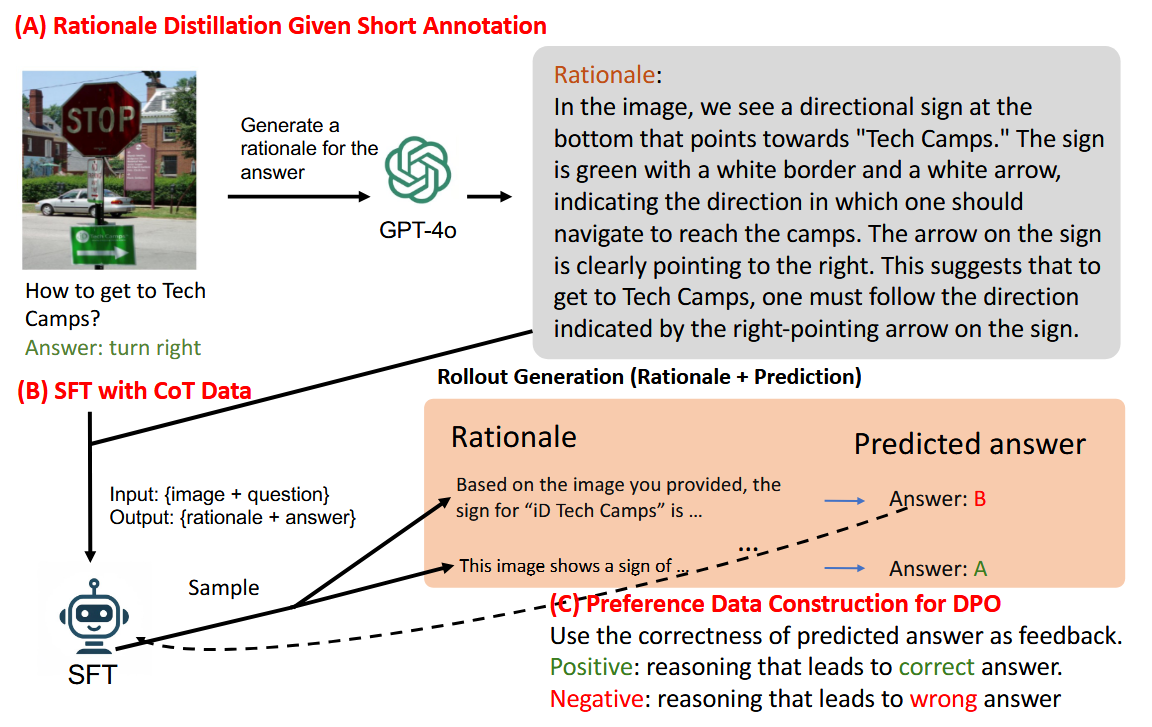 (A) Rationale Distillation Given Short Annotation
STOP
Generate a
rationale for the
answer
GPT-4o
How to get to Tech
Camps?
Answer: turn right
Rationale:
In the image, we see a directional sign at the
bottom that points towards "Tech Camps." The sign
is green with a white border and a white arrow,
indicating the direction in which one should
navigate to reach the camps. The arrow on the sign
is clearly pointing to the right. This suggests that to
get to Tech Camps, one must follow the direction
indicated by the right-pointing arrow on the sign.
(B) SFT with CoT Data
Input: {image + question}
Output: {rationale + answer}
Sample
SFT
Rollout Generation (Rationale + Prediction)
Rationale
Predicted answer
Based on the image you provided, the
sign for “iD Tech Camps” is ...
Answer: B
...
This image shows a sign of ...
Answer: A
(C) Preference Data Construction for DPO
Use the correctness of predicted answer as feedback.
Positive: reasoning that leads to correct answer.
Negative: reasoning that leads to wrong answer